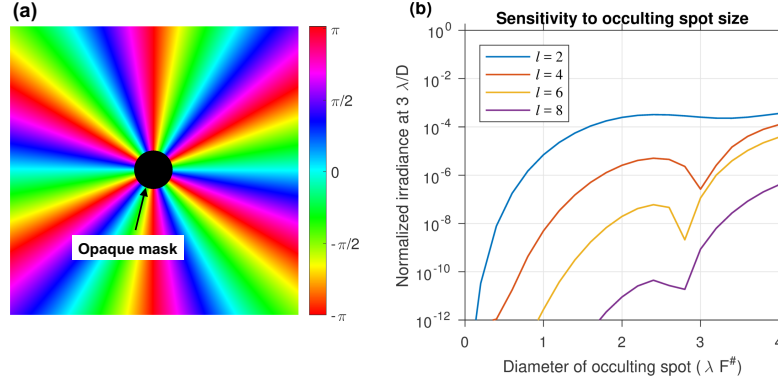 (a)
π
π/2
0
-π/2
-π
Opaque mask
(b)
Sensitivity to occulting spot size
Normalized irradiance at 3 λ/D
10^0
10^-2
10^-4
10^-6
10^-8
10^-10
10^-12
l = 2
l = 4
l = 6
l = 8
0 1 2 3 4
Diameter of occulting spot ( λ F^#)